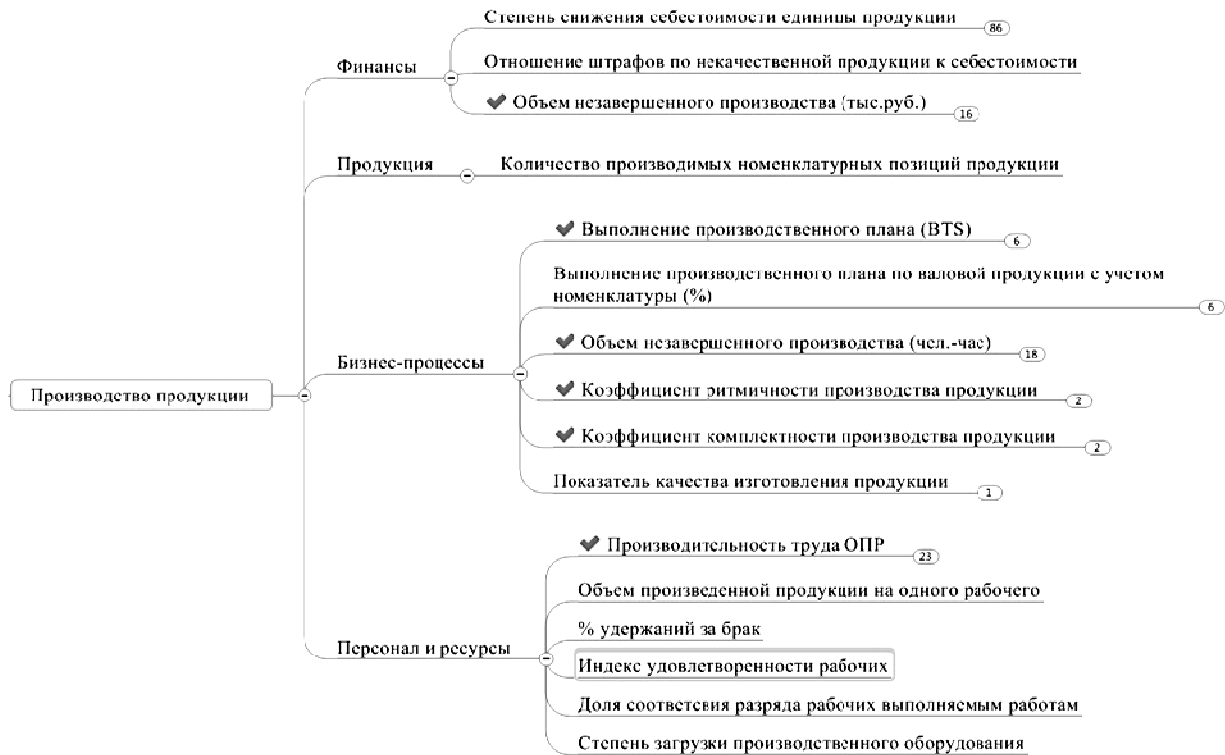 Степень снижения себестоимости единицы продукции
86
Финансы
Отношение штрафов по некачественной продукции к себестоимости
Объем незавершенного производства (тыс.руб.)
16
Продукция
Количество производимых номенклатурных позиций продукции
Выполнение производственного плана (BTS)
6
Выполнение производственного плана по валовой продукции с учетом
номенклатуры (%)
6
Объем незавершенного производства (чел.-час)
18
Бизнес-процессы
Производство продукции
Коэффициент ритмичности производства продукции
2
Коэффициент комплектности производства продукции
2
Показатель качества изготовления продукции
1
Производительность труда ОПР
23
Объем произведенной продукции на одного рабочего
% удержаний за брак
Персонал и ресурсы
Индекс удовлетворенности рабочих
Доля соответсвия разряда рабочих выполняемым работам
Степень загрузки производственного оборудования